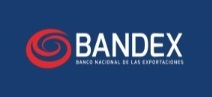 BANDEX
BANCO NACIONAL DE LAS EXPORTACIONES